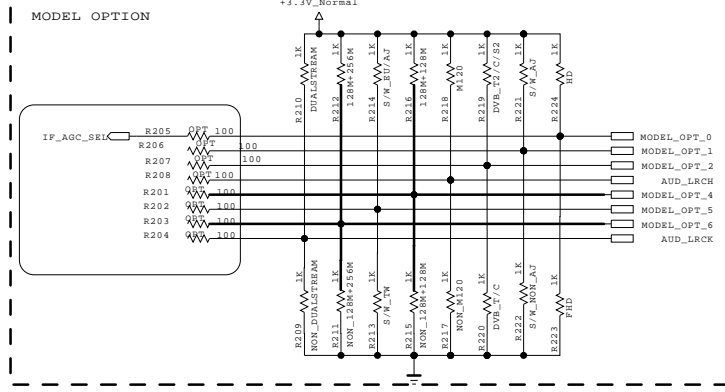 +3.3V_Normal
MODEL OPTION
1K
1K
1K
1K
1K
1K
1K
1K
DUALSTREAM
128M+256M
S/W_EU/AJ
128M+128M
M120
DVB_T2/C/S2
S/W_AJ
HD
R210
R212
R214
R216
R218
R219
R221
R224
IF_AGC_SEL
R205 OPT 100
MODEL_OPT_0
R206 OPT 100
MODEL_OPT_1
R207 100
MODEL_OPT_2
R208 OPT 100
AUD_LRCH
R201 OPT 100
MODEL_OPT_4
R202 OPT 100
MODEL_OPT_5
R203 OPT 100
MODEL_OPT_6
R204 OPT 100
AUD_LRCK
1K
1K
1K
1K
1K
1K
1K
1K
NON_DUALSTREAM
NON_128M+256M
S/W_TW
NON_128M+128M
NON_M120
DVB_T/C
S/W_NON_AJ
FHD
R209
R211
R213
R215
R217
R220
R222
R223